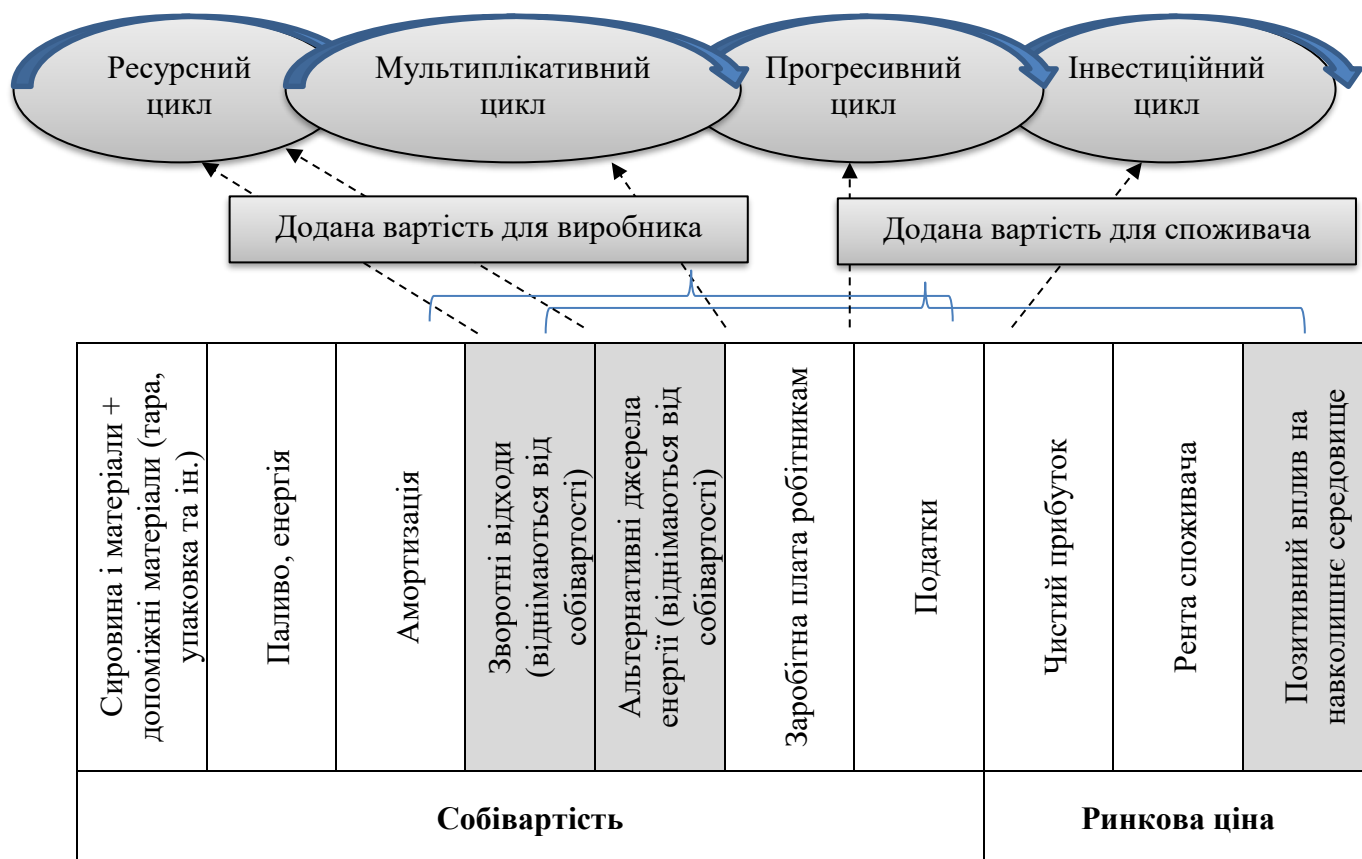 Ресурсний
цикл
Мультиплікативний
цикл
Прогресивний
цикл
Інвестиційний
цикл
Додана вартість для виробника
Додана вартість для споживача
Сировина і матеріали +
допоміжні матеріали (тара,
упаковка та ін.)
Паливо, енергія
Амортизація
Зворотні відходи
(віднімаються від
собівартості)
Альтернативні джерела
енергії (віднімаються від
собівартості)
Заробітна плата робітникам
Податки
Чистий прибуток
Рента споживача
Позитивний вплив на
навколишнє середовище
Собівартість
Ринкова ціна